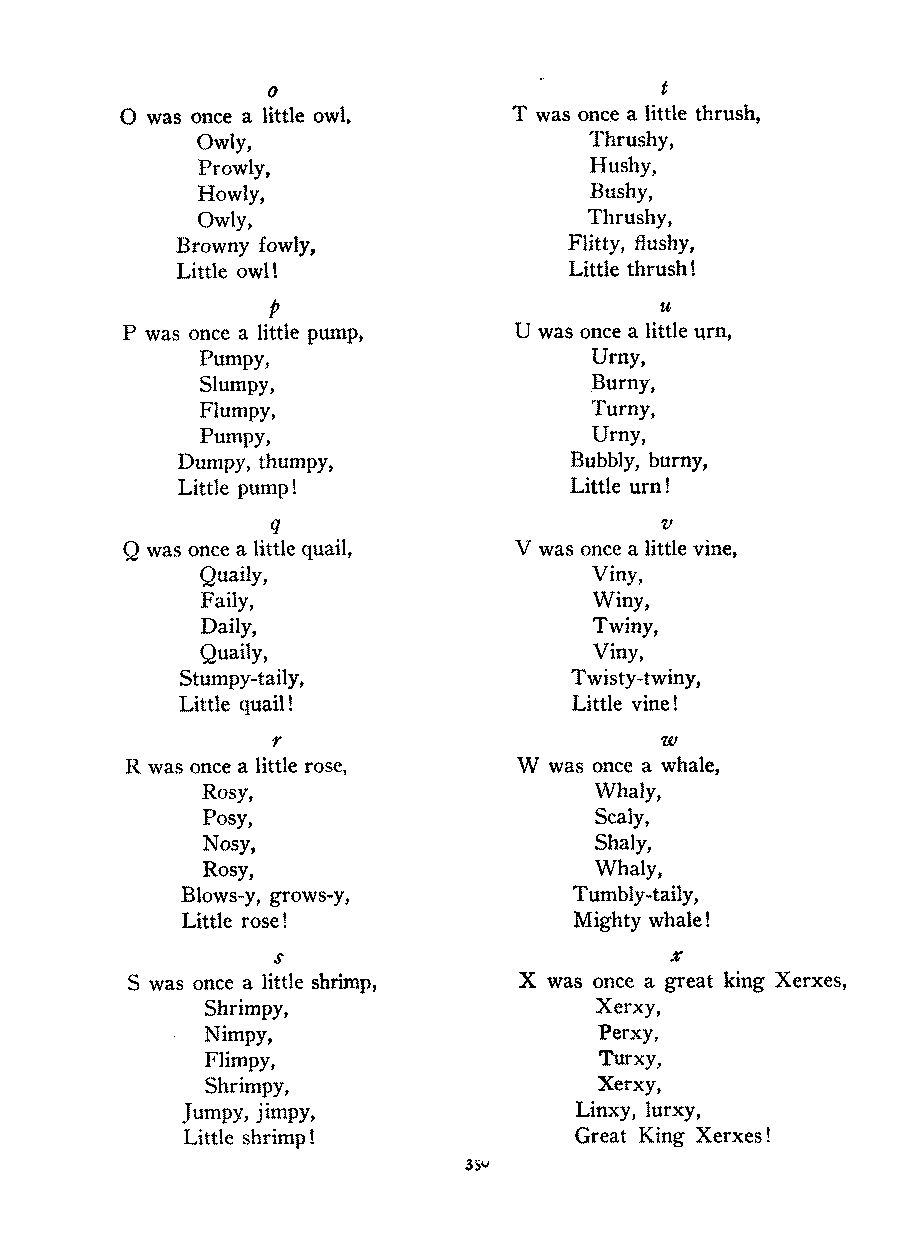 o
O was once a little owl,
Owly,
Prowly,
Howly,
Owly,
Browny fowly,
Little owl!
p
P was once a little pump,
Pumpy,
Slumpy,
Flumpy,
Pumpy,
Dumpy, thumpy,
Little pump!
q
Q was once a little quail,
Quaily,
Faily,
Daily,
Quaily,
Stumpy-taily,
Little quail!
r
R was once a little rose,
Rosy,
Posy,
Nosy,
Rosy,
Blows-y, grows-y,
Little rose!
s
S was once a little shrimp,
Shrimpy,
Nimpy,
Flimpy,
Shrimpy,
Jumpy, jimpy,
Little shrimp!
t
T was once a little thrush,
Thrushy,
Hushy,
Bushy,
Thrushy,
Flitty, flushy,
Little thrush!
u
U was once a little urn,
Urny,
Burny,
Turny,
Urny,
Bubbly, burny,
Little urn!
v
V was once a little vine,
Viny,
Winy,
Twiny,
Viny,
Twisty-twiny,
Little vine!
w
W was once a whale,
Whaly,
Scaly,
Shaly,
Whaly,
Tumbly-taily,
Mighty whale!
x
X was once a great king Xerxes,
Xerxy,
Perxy,
Turxy,
Xerxy,
Linxy, lurxy,
Great King Xerxes!